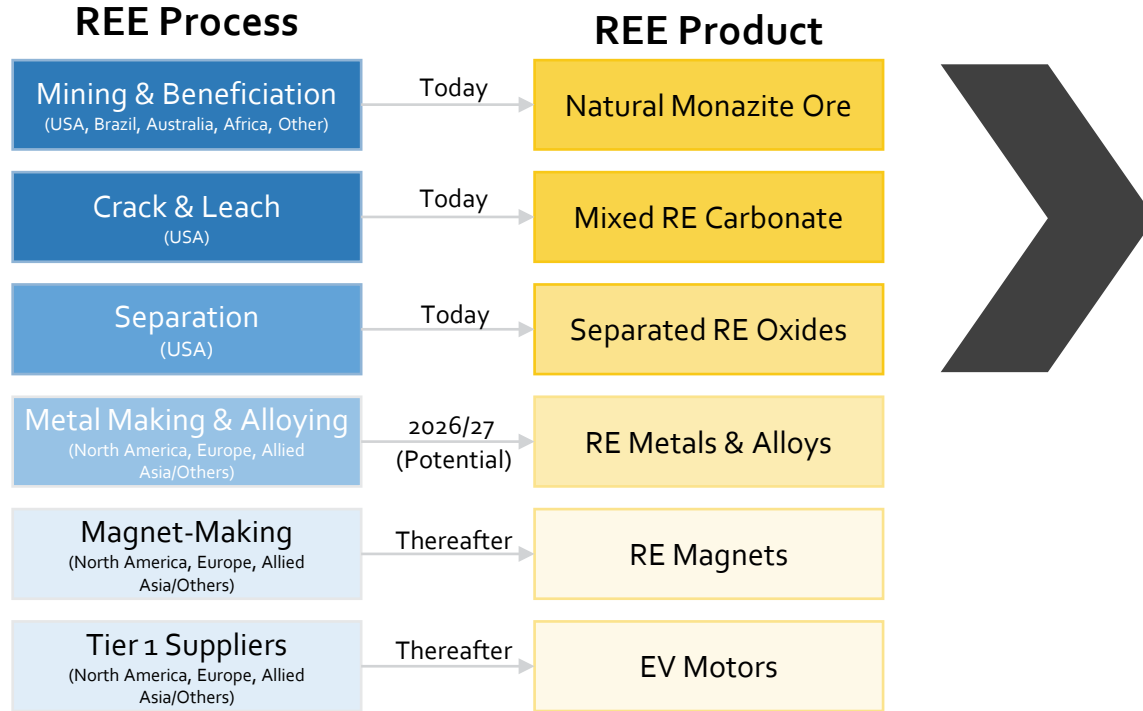 REE Process
REE Product
Mining & Beneficiation
(USA, Brazil, Australia, Africa, Other)
Today
Natural Monazite Ore
Crack & Leach
(USA)
Today
Mixed RE Carbonate
Separation
(USA)
Today
Separated RE Oxides
Metal Making & Alloying
(North America, Europe, Allied
Asia/Others)
2026/27
(Potential)
RE Metals & Alloys
Magnet-Making
(North America, Europe, Allied
Asia/Others)
Thereafter
RE Magnets
Tier 1 Suppliers
(North America, Europe, Allied
Asia/Others)
Thereafter
EV Motors